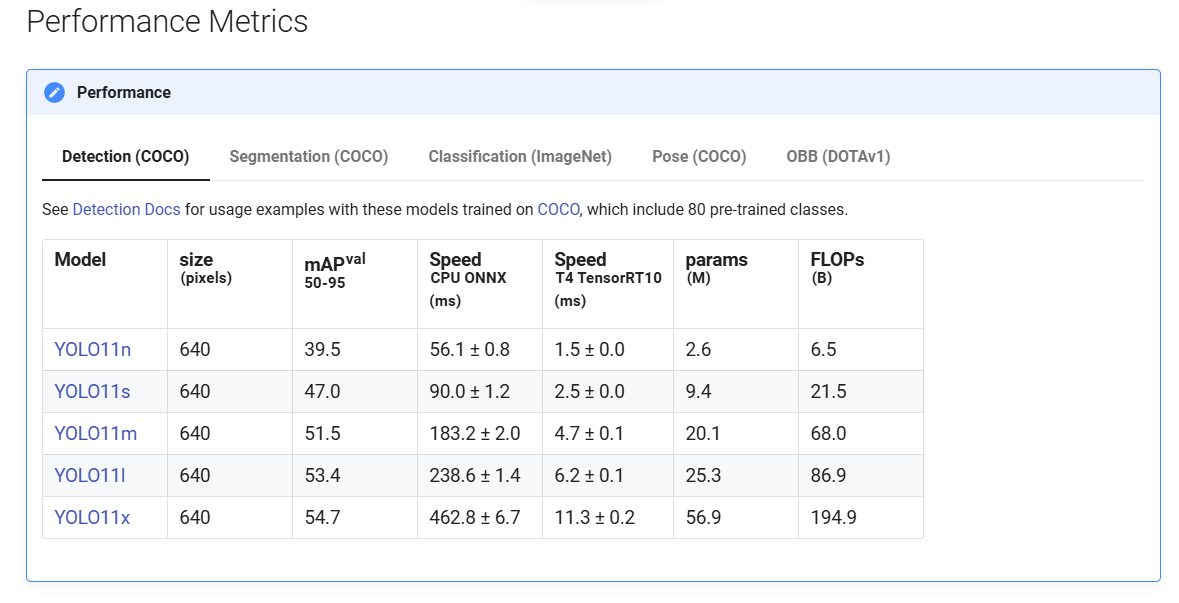 Performance Metrics
Performance
Detection (COCO) Segmentation (COCO) Classification (ImageNet) Pose (COCO) OBB (DOTAv1)
See Detection Docs for usage examples with these models trained on COCO, which include 80 pre-trained classes.
Model size (pixels) mAPval 50-95 Speed CPU ONNX (ms) Speed T4 TensorRT10 (ms) params (M) FLOPs (B)
YOLO11n 640 39.5 56.1 ± 0.8 1.5 ± 0.0 2.6 6.5
YOLO11s 640 47.0 90.0 ± 1.2 2.5 ± 0.0 9.4 21.5
YOLO11m 640 51.5 183.2 ± 2.0 4.7 ± 0.1 20.1 68.0
YOLO11l 640 53.4 238.6 ± 1.4 6.2 ± 0.1 25.3 86.9
YOLO11x 640 54.7 462.8 ± 6.7 11.3 ± 0.2 56.9 194.9